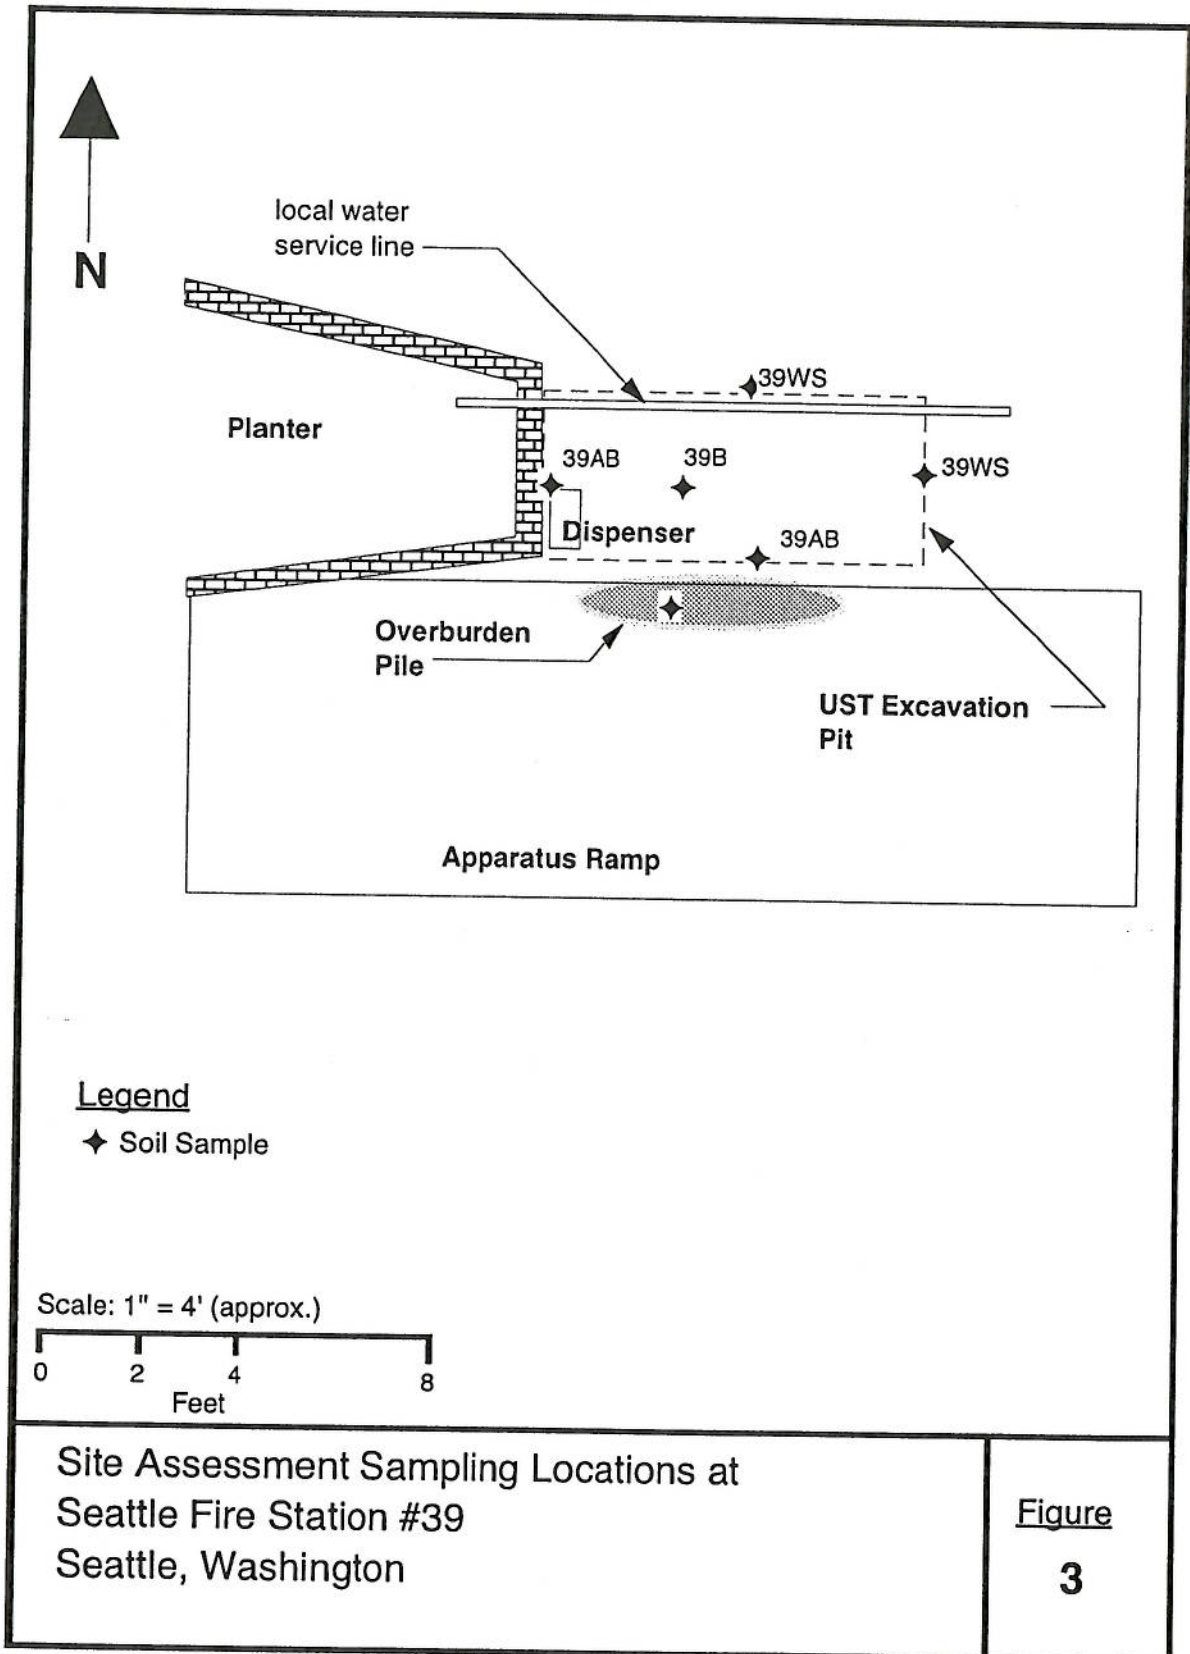 N
local water
service line
39WS
Planter
39AB
39B
39WS
Dispenser
39AB
Overburden
Pile
UST Excavation
Pit
Apparatus Ramp
Legend
Soil Sample
Scale: 1" = 4' (approx.)
0 2 4 8
Feet
Site Assessment Sampling Locations at
Seattle Fire Station #39
Seattle, Washington
Figure
3